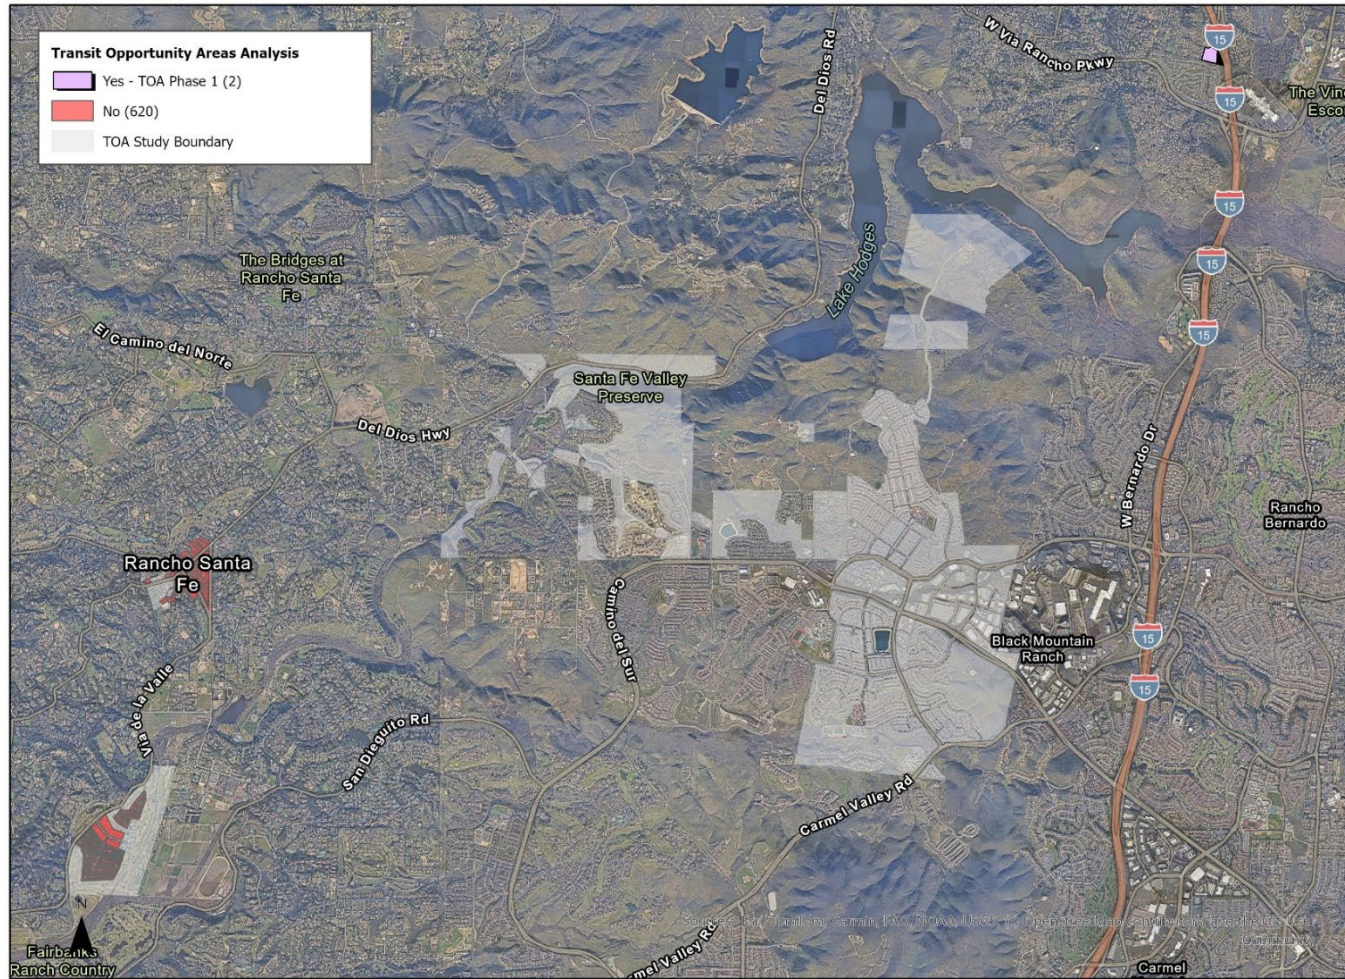 Transit Opportunity Areas Analysis
Yes - TOA Phase 1 (2)
No (620)
TOA Study Boundary
W Via Rancho Pkwy
15
15
The Vin
Esco
Del Dios Rd
15
15
15
The Bridges at
Rancho Santa
Fe
Lake Hodges
El Camino del Norte
Santa Fe Valley
Preserve
Del Dios Hwy
W Bernardo Dr
Rancho
Bernardo
Rancho Santa
Fe
Camino del Sur
Black Mountain
Ranch
15
15
Via de la Valle
San Dieguito Rd
Carmel Valley Rd
N
Fairbanks
Ranch Country
rmel Valley Rd
Carmel